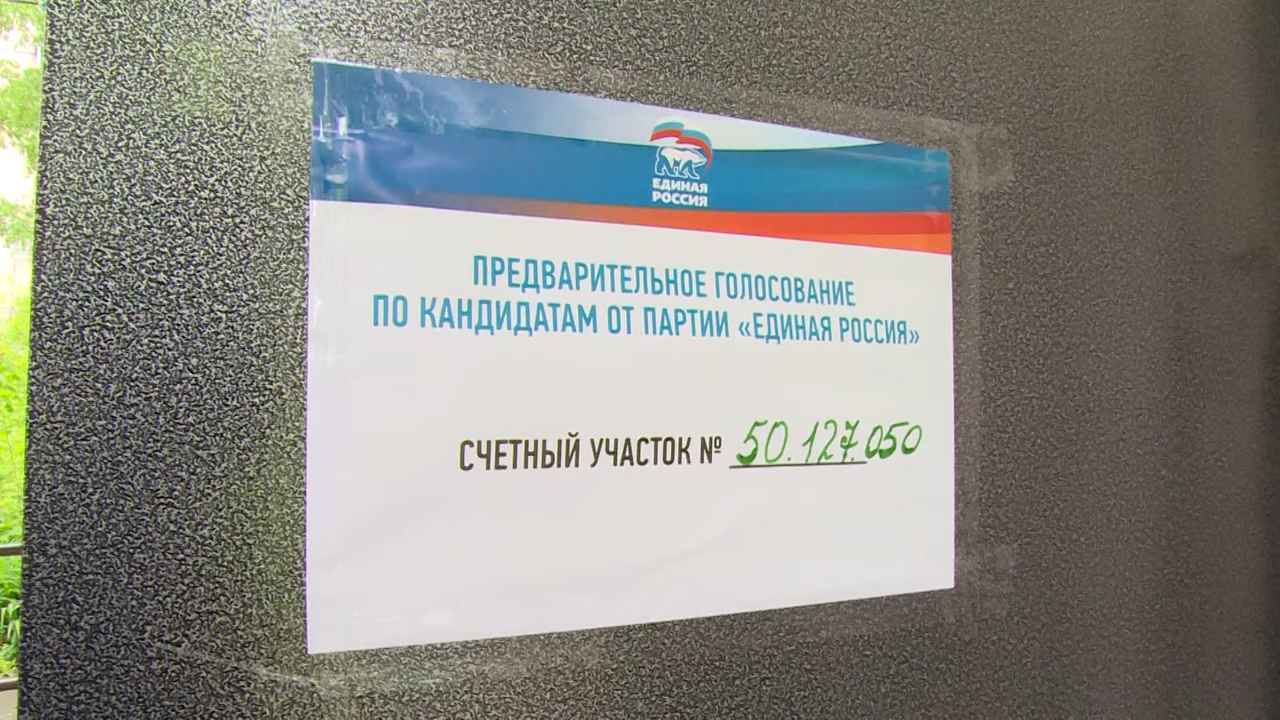 ЕДИНАЯ
РОССИЯ
ПРЕДВАРИТЕЛЬНОЕ ГОЛОСОВАНИЕ
ПО КАНДИДАТАМ ОТ ПАРТИИ «ЕДИНАЯ РОССИЯ»
СЧЕТНЫЙ УЧАСТОК № 50.127.050